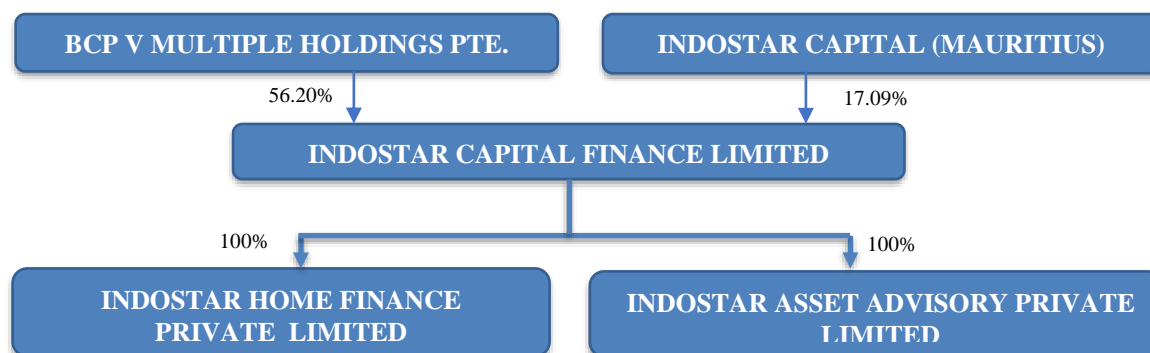 BCP V MULTIPLE HOLDINGS PTE.
INDOSTAR CAPITAL (MAURITIUS)
56.20%
17.09%
INDOSTAR CAPITAL FINANCE LIMITED
100%
100%
INDOSTAR HOME FINANCE
PRIVATE LIMITED
INDOSTAR ASSET ADVISORY PRIVATE
LIMITED